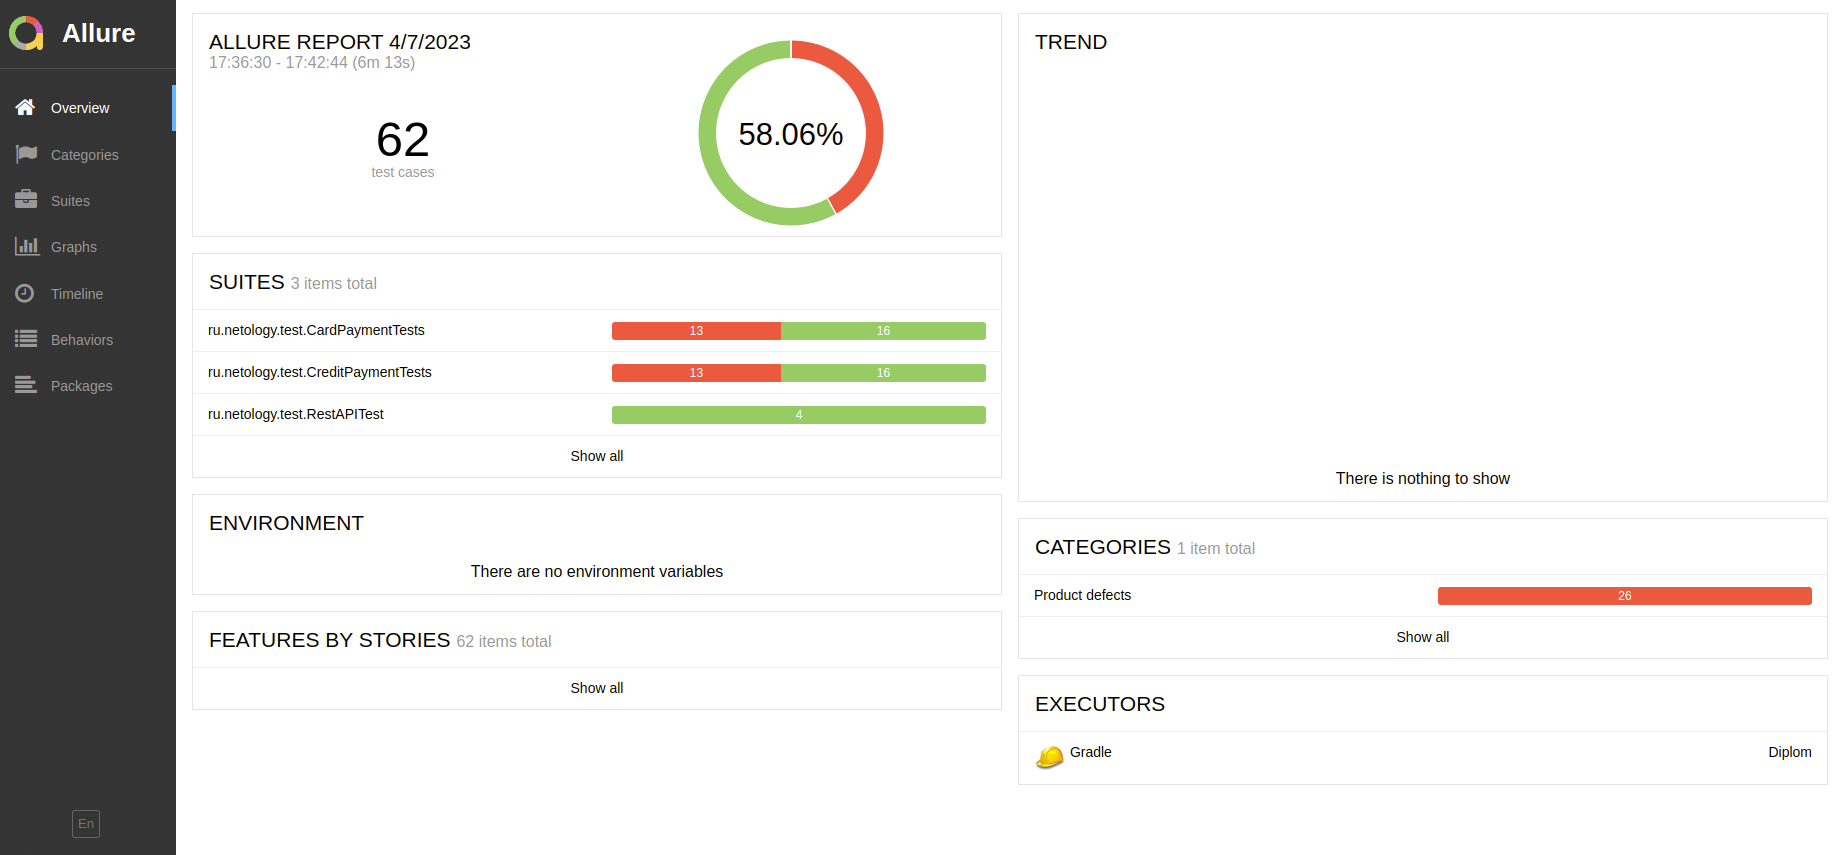 Allure
Overview
Categories
Suites
Graphs
Timeline
Behaviors
Packages
En
ALLURE REPORT 4/7/2023
17:36:30 - 17:42:44 (6m 13s)
62
test cases
58.06%
SUITES 3 items total
ru.netology.test.CardPaymentTests 13 16
ru.netology.test.CreditPaymentTests 13 16
ru.netology.test.RestAPITest 4
Show all
ENVIRONMENT
There are no environment variables
FEATURES BY STORIES 62 items total
Show all
TREND
There is nothing to show
CATEGORIES 1 item total
Product defects 26
Show all
EXECUTORS
Gradle Diplom